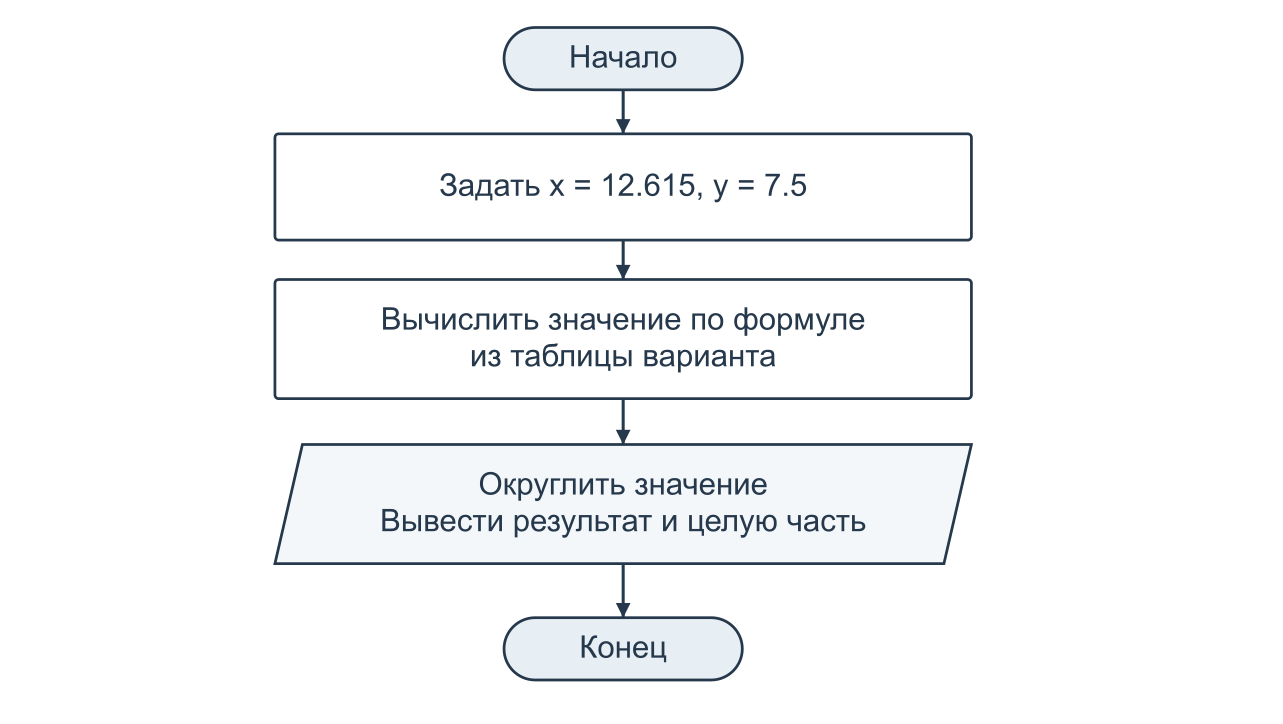 Начало
Задать x = 12.615, y = 7.5
Вычислить значение по формуле
из таблицы варианта
Округлить значение
Вывести результат и целую часть
Конец